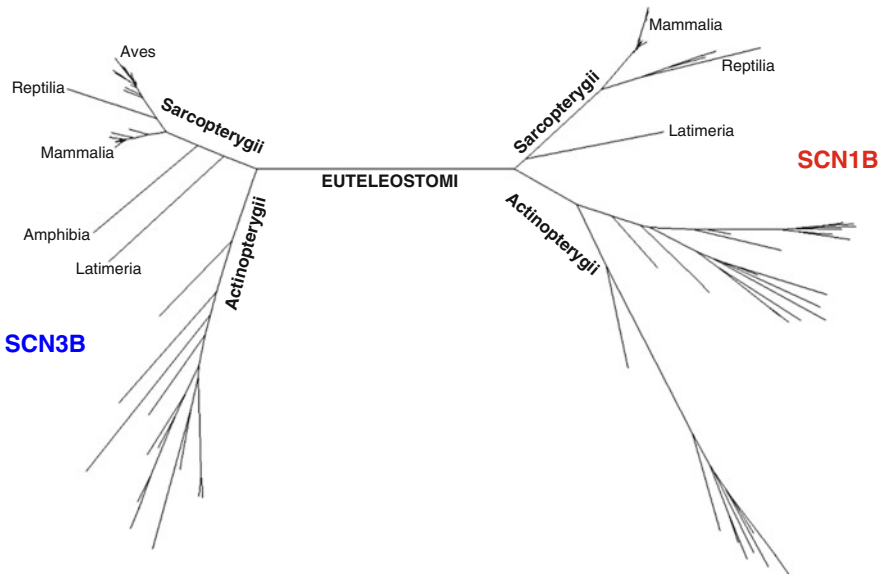 Aves
Reptilia
Sarcopterygii
Mammalia
Amphibia
Latimeria
Actinopterygii
SCN3B
EUTELEOSTOMI
Mammalia
Reptilia
Sarcopterygii
Latimeria
SCN1B
Actinopterygii